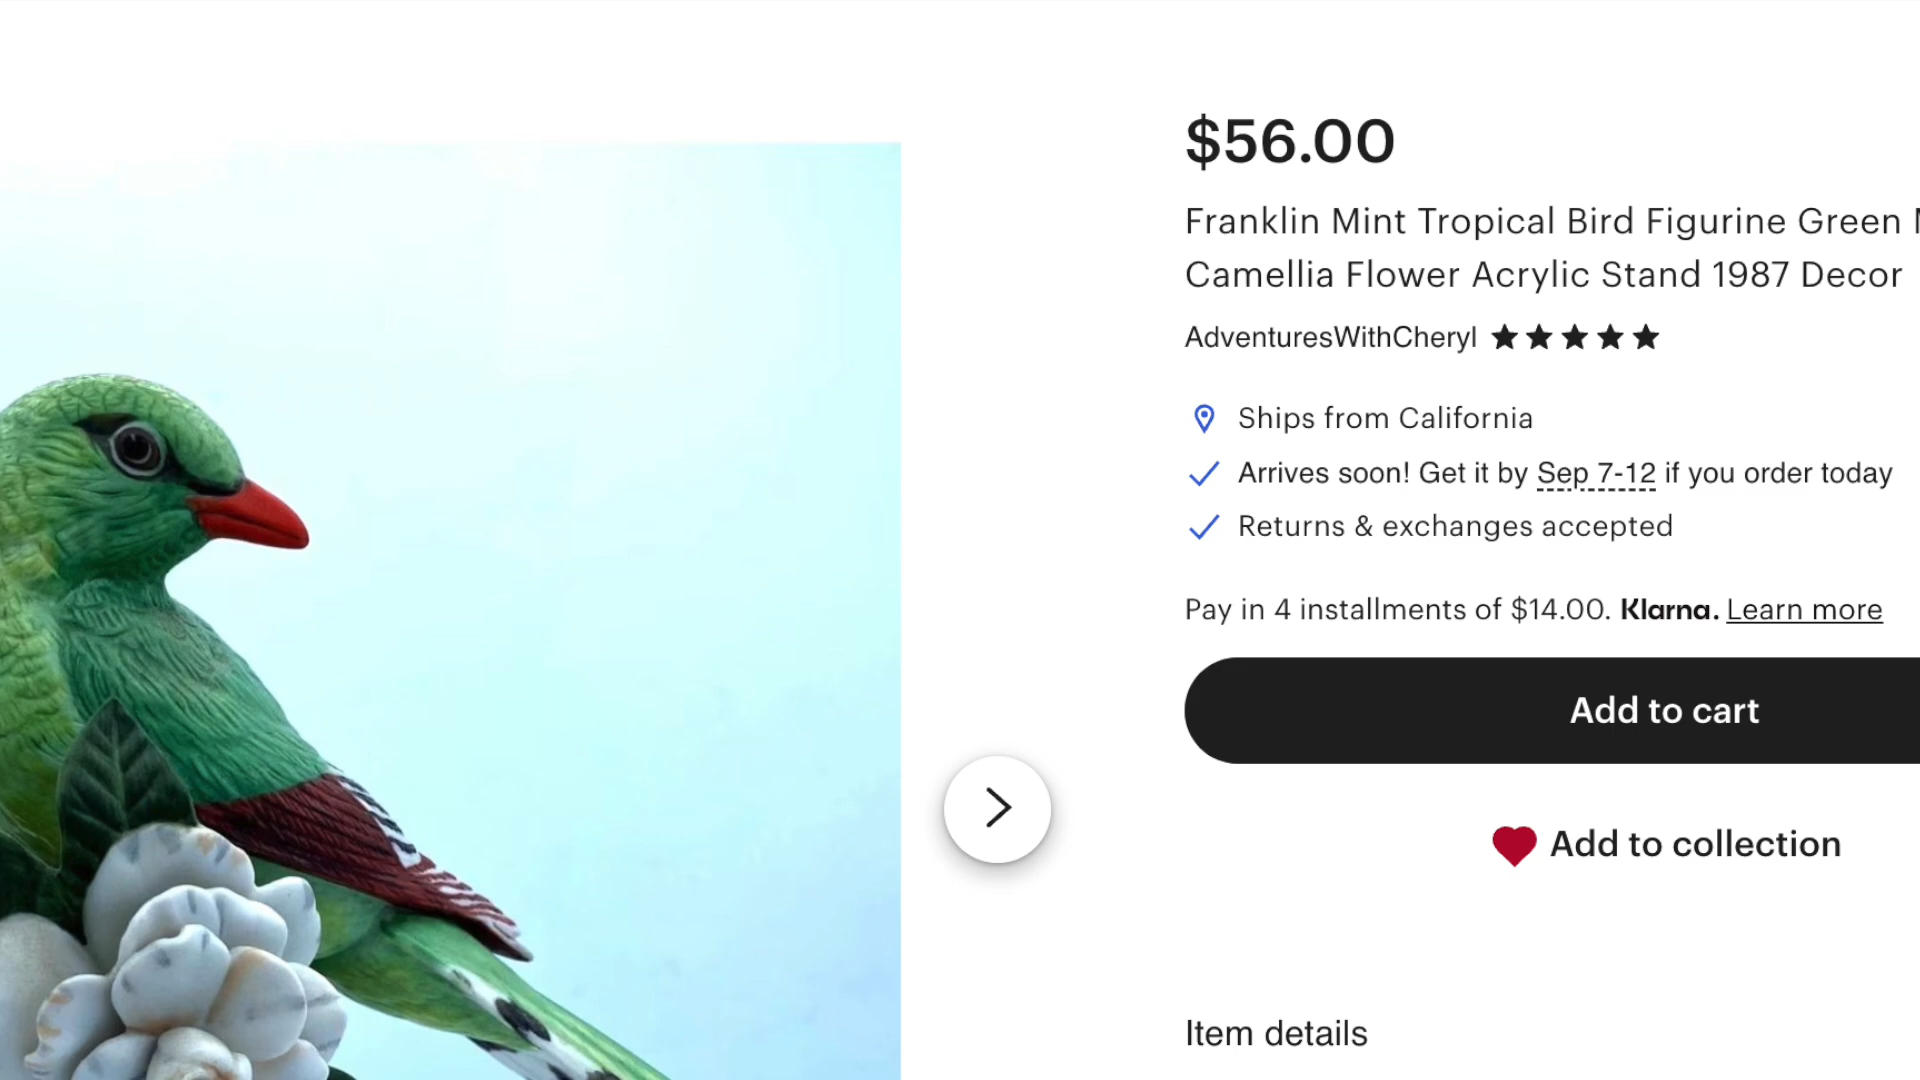 $56.00
Franklin Mint Tropical Bird Figurine Green
Camellia Flower Acrylic Stand 1987 Decor
AdventuresWithCheryl
Ships from California
Arrives soon! Get it by Sep 7-12 if you order today
Returns & exchanges accepted
Pay in 4 installments of $14.00. Klarna. Learn more
Add to cart
Add to collection
Item details